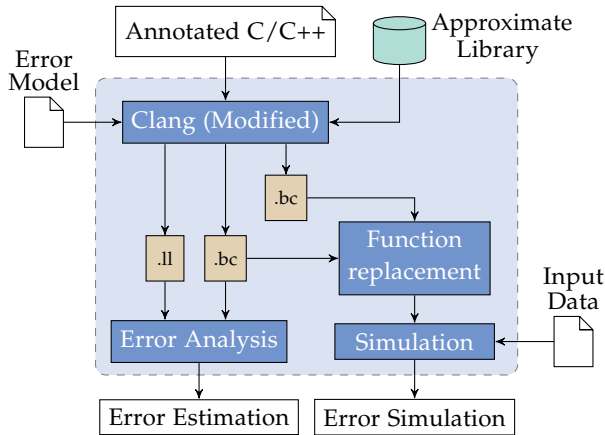 Annotated C/C++
Approximate
Library
Error
Model
Clang (Modified)
.bc
.ll
.bc
Function
replacement
Input
Data
Error Analysis
Simulation
Error Estimation
Error Simulation